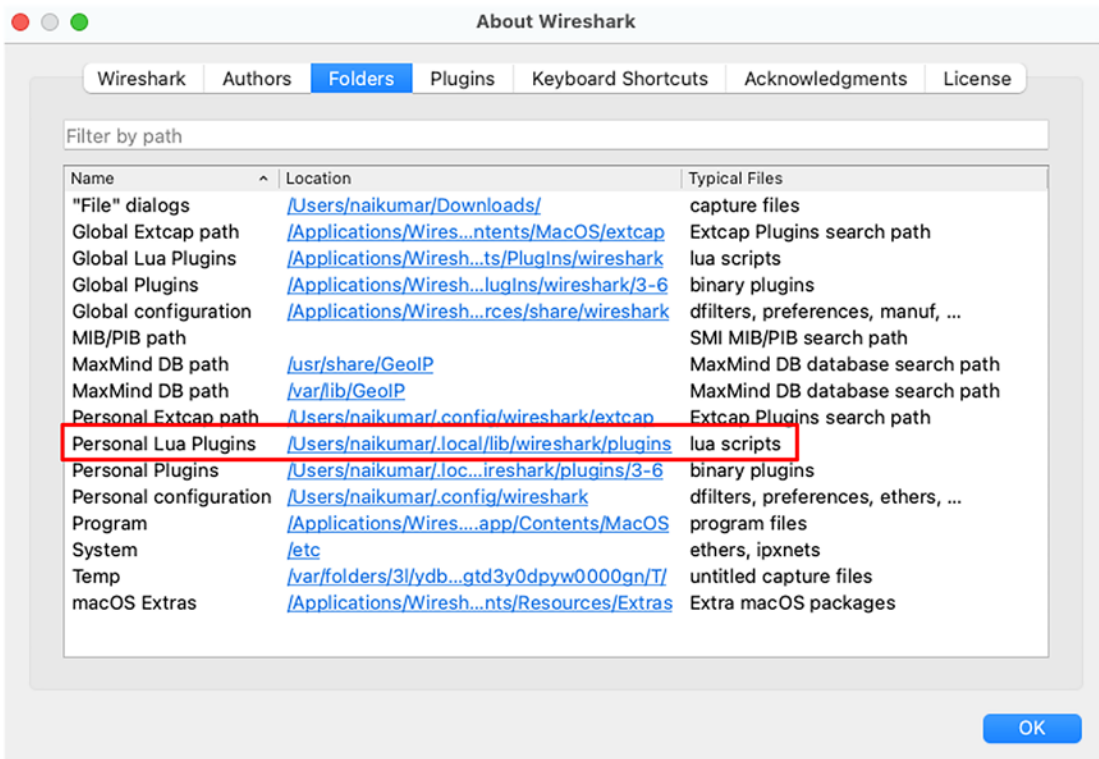 About Wireshark
Wireshark Authors Folders Plugins Keyboard Shortcuts Acknowledgments License
Filter by path
Name Location Typical Files
"File" dialogs /Users/naikumar/Downloads/ capture files
Global Extcap path /Applications/Wires...ntents/MacOS/extcap Extcap Plugins search path
Global Lua Plugins /Applications/Wiresh...ts/PlugIns/wireshark lua scripts
Global Plugins /Applications/Wiresh...lugIns/wireshark/3-6 binary plugins
Global configuration /Applications/Wiresh...rces/share/wireshark dfilters, preferences, manuf, ...
MIB/PIB path SMI MIB/PIB search path
MaxMind DB path /usr/share/GeoIP MaxMind DB database search path
MaxMind DB path /var/lib/GeoIP MaxMind DB database search path
Personal Extcap path /Users/naikumar/.config/wireshark/extcap Extcap Plugins search path
Personal Lua Plugins /Users/naikumar/.local/lib/wireshark/plugins lua scripts
Personal Plugins /Users/naikumar/.loc...ireshark/plugins/3-6 binary plugins
Personal configuration /Users/naikumar/.config/wireshark dfilters, preferences, ethers, ...
Program /Applications/Wires....app/Contents/MacOS program files
System /etc ethers, ipxnets
Temp /var/folders/3l/ydb...gtd3y0dpyw0000gn/T/ untitled capture files
macOS Extras /Applications/Wiresh...nts/Resources/Extras Extra macOS packages
OK